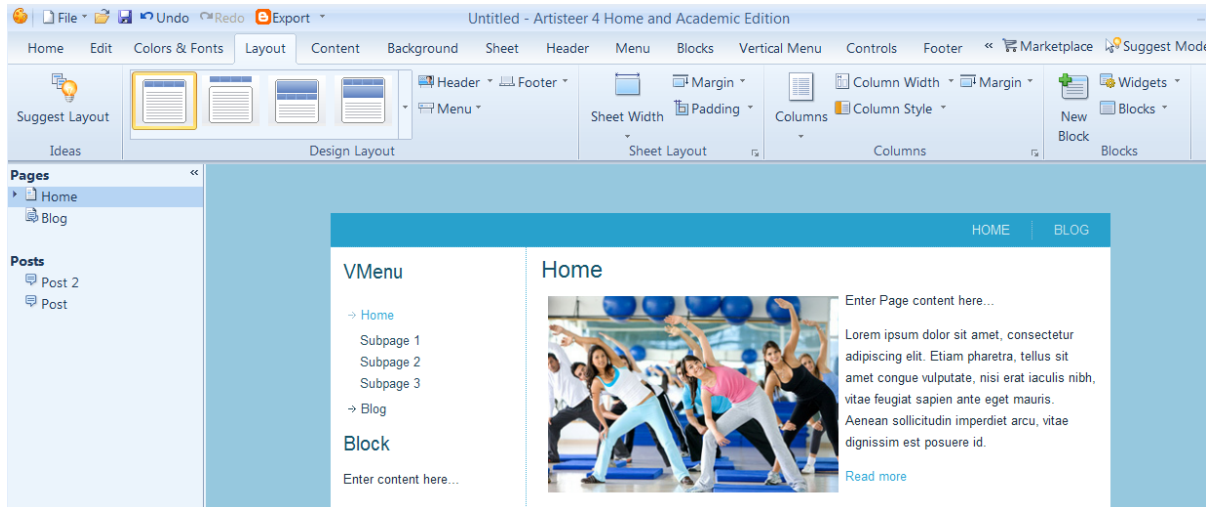 File Undo Redo Export Untitled - Artisteer 4 Home and Academic Edition
Home Edit Colors & Fonts Layout Content Background Sheet Header Menu Blocks Vertical Menu Controls Footer « Marketplace Suggest Mode
Suggest Layout
Header Footer
Menu
Sheet Width
Margin
Padding
Columns
Column Width Margin
Column Style
New
Block
Widgets
Blocks
Ideas Design Layout Sheet Layout Columns Blocks
Pages «
Home
Blog
Posts
Post 2
Post
HOME BLOG
VMenu
→ Home
Subpage 1
Subpage 2
Subpage 3
→ Blog
Block
Enter content here...
Home
Enter Page content here...
Lorem ipsum dolor sit amet, consectetur
adipiscing elit. Etiam pharetra, tellus sit
amet congue vulputate, nisi erat iaculis nibh,
vitae feugiat sapien ante eget mauris.
Aenean sollicitudin imperdiet arcu, vitae
dignissim est posuere id.
Read more